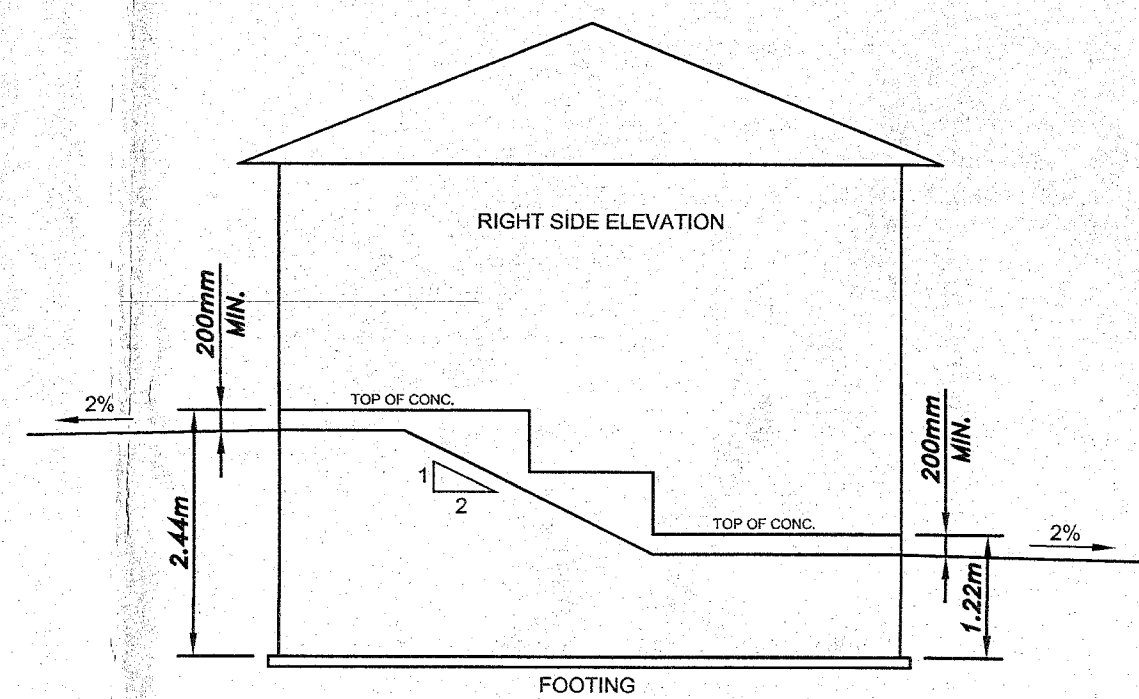 RIGHT SIDE ELEVATION
200mm
MIN.
2%
TOP OF CONC.
2.44m
1
2
200mm
MIN.
TOP OF CONC.
2%
1.22m
FOOTING